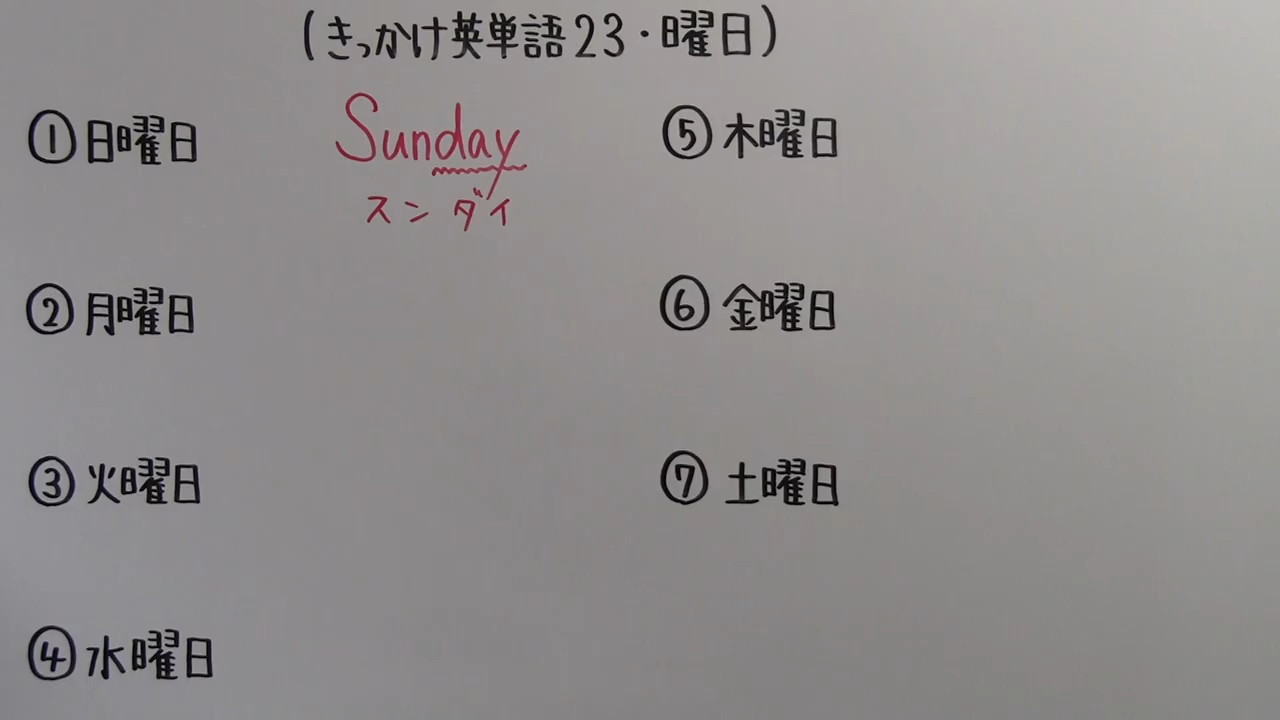 (きっかけ英単語23・曜日)
①日曜日 Sunday
スンダイ
②月曜日
③火曜日
④水曜日
⑤木曜日
⑥金曜日
⑦土曜日